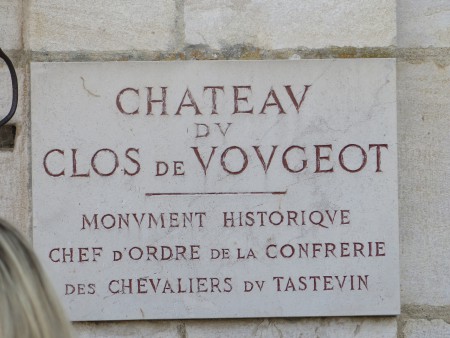 CHATEAV
DV
CLOS DE VOVGEOT
MONVMENT HISTORIQVE
CHEF D'ORDRE DE LA CONFRERIE
DES CHEVALIERS DV TASTEVIN